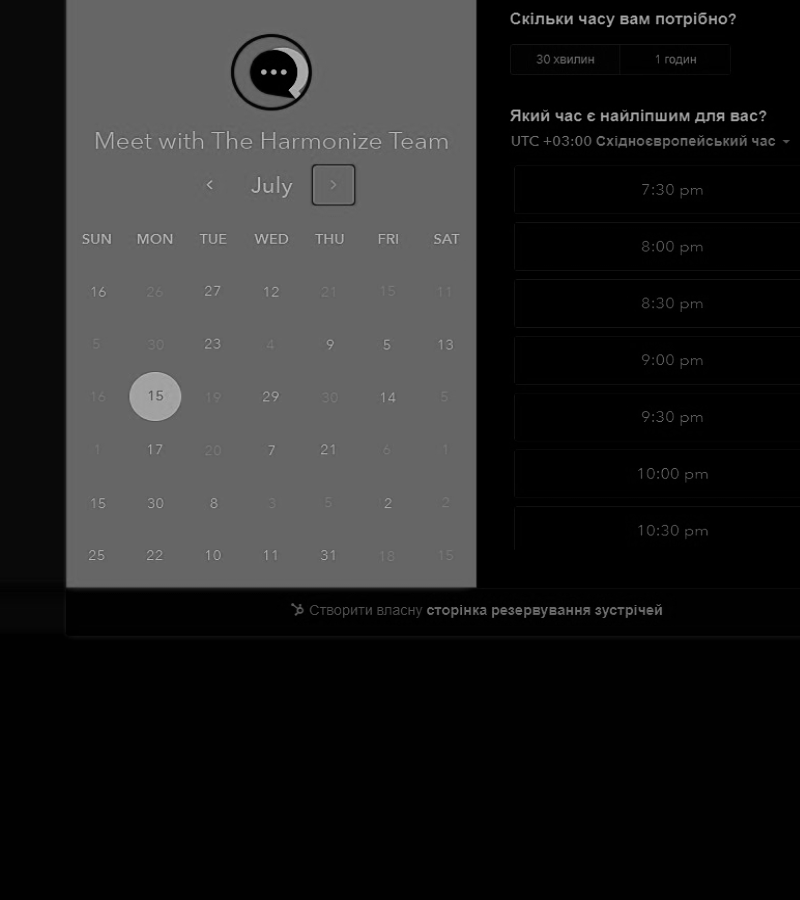 Meet with The Harmonize Team
July
SUN MON TUE WED THU FRI SAT
16 26 27 12 21 15 11
5 30 23 4 9 5 13
16 15 19 29 30 14 5
1 17 20 7 21 6 1
15 30 8 3 5 2 2
25 22 10 11 31 18 15
Скільки часу вам потрібно?
30 хвилин 1 годин
Який час є найліпшим для вас?
UTC +03:00 Східноєвропейський час
7:30 pm
8:00 pm
8:30 pm
9:00 pm
9:30 pm
10:00 pm
10:30 pm
Створити власну сторінка резервування зустрічей